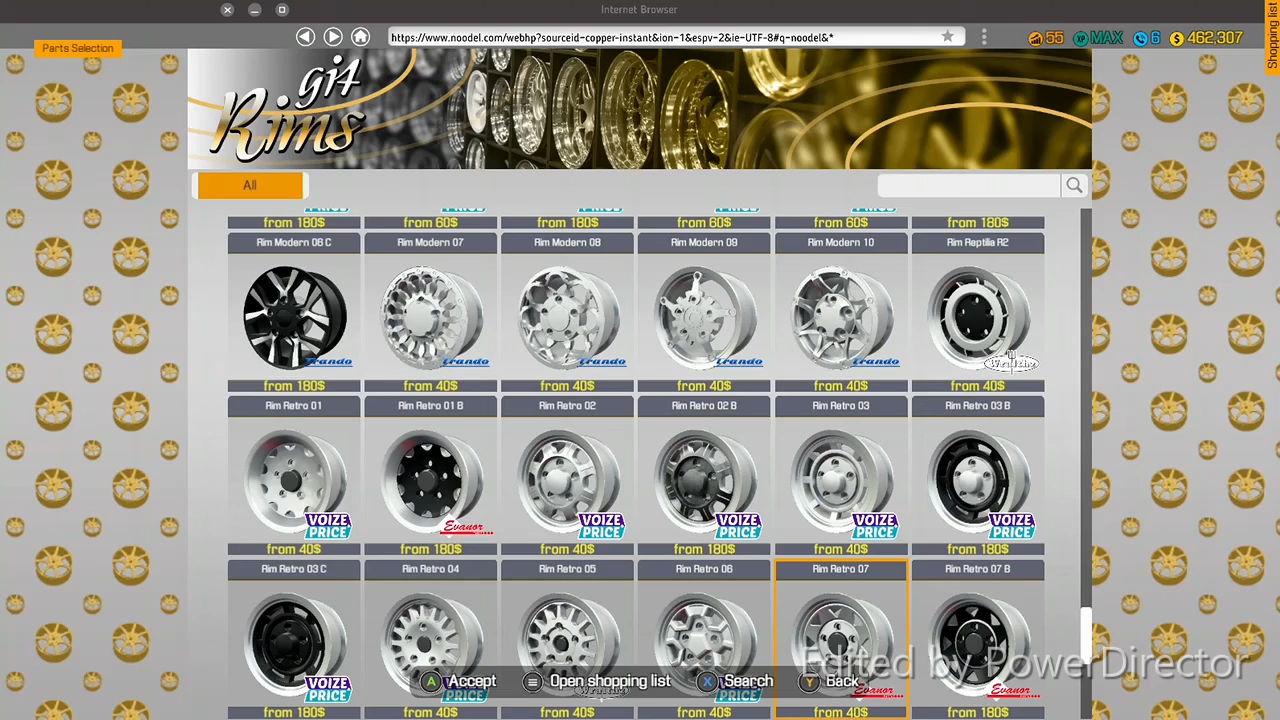 Internet Browser
Parts Selection
https://www.noodel.com/webhp?sourceid-copper-instant&ion-1&espv-2&ie-UTF-8#q-noodel&*
55 MAX 6 $ 462,307
Shopping list
gi4
Rims
All
from 180$ from 60$ from 180$ from 60$ from 60$ from 180$
Rim Modern 06 C Rim Modern 07 Rim Modern 08 Rim Modern 09 Rim Modern 10 Rim Reptilia R2
from 180$ from 40$ from 40$ from 40$ from 40$ from 40$
Rim Retro 01 Rim Retro 01 B Rim Retro 02 Rim Retro 02 B Rim Retro 03 Rim Retro 03 B
VOIZE PRICE Evanor VOIZE PRICE VOIZE PRICE VOIZE PRICE VOIZE PRICE
from 40$ from 180$ from 40$ from 180$ from 40$ from 180$
Rim Retro 03 C Rim Retro 04 Rim Retro 05 Rim Retro 06 Rim Retro 07 Rim Retro 07 B
VOIZE PRICE Evanor Evanor
A Accept Open shopping list X Search Y Back
Edited by PowerDirector
from 180$ from 40$ from 40$ from 40$ from 40$ from 180$